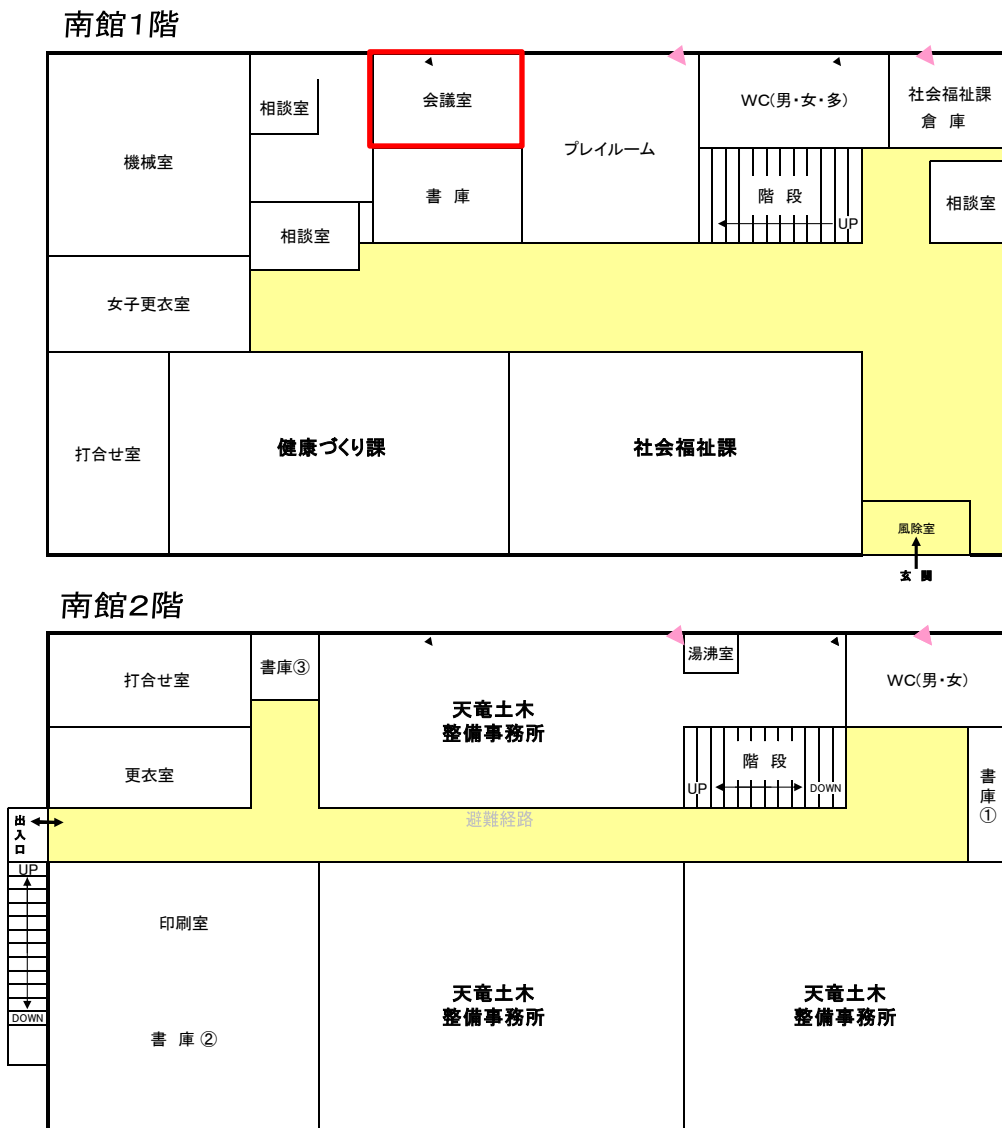 南館1階
相談室
会議室
WC(男・女・多)
社会福祉課
倉 庫
機械室
プレイルーム
書 庫
階 段
UP
相談室
相談室
女子更衣室
打合せ室
健康づくり課
社会福祉課
風除室
玄 関
南館2階
打合せ室
書庫③
湯沸室
WC(男・女)
天竜土木
整備事務所
更衣室
階 段
UP
DOWN
書庫①
出入口
避難経路
UP
DOWN
印刷室
書 庫 ②
天竜土木
整備事務所
天竜土木
整備事務所